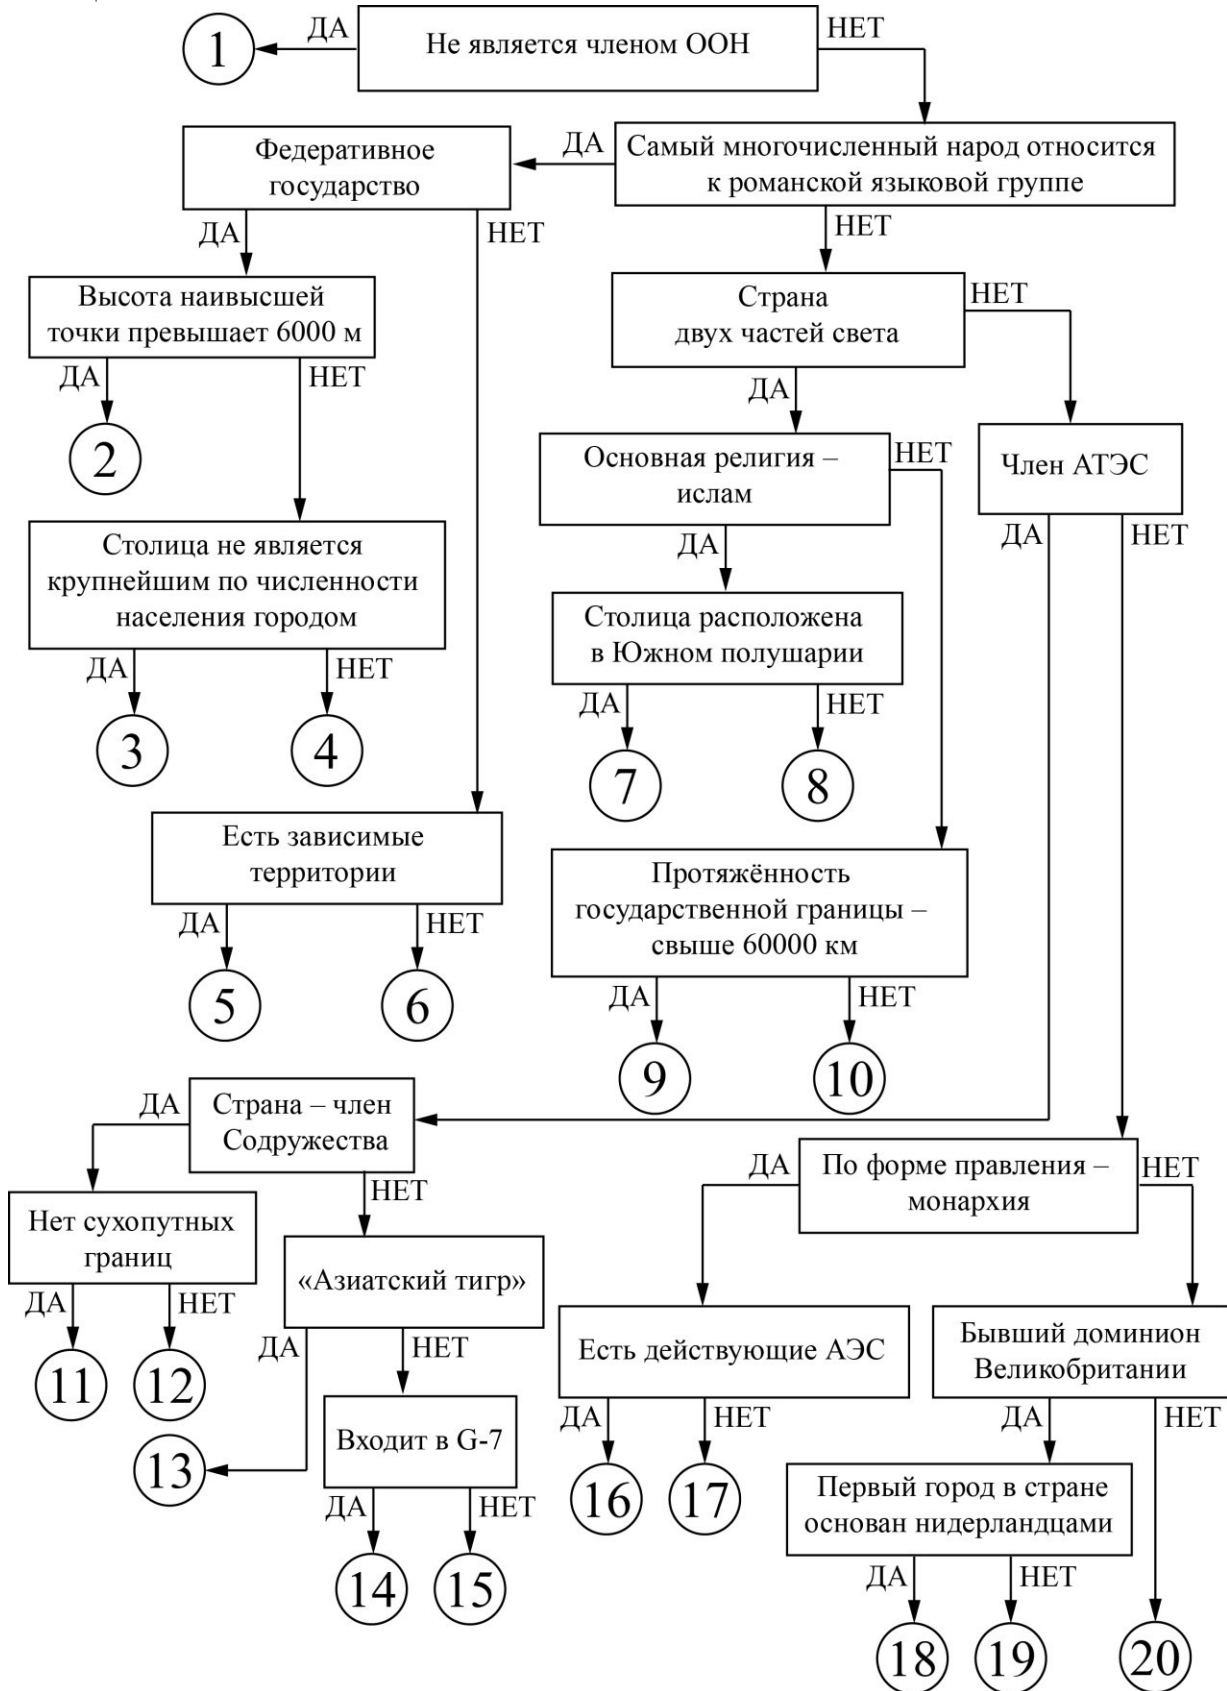 ДА
Не является членом ООН
НЕТ
1
Федеративное
государство
ДА
Самый многочисленный народ относится
к романской языковой группе
ДА
НЕТ
НЕТ
Высота наивысшей
точки превышает 6000 м
Страна
двух частей света
НЕТ
ДА
НЕТ
ДА
2
Основная религия –
ислам
НЕТ
Член АТЭС
Столица не является
крупнейшим по численности
населения городом
ДА
ДА
НЕТ
Столица расположена
в Южном полушарии
ДА
НЕТ
ДА
НЕТ
3
4
7
8
Есть зависимые
территории
Протяжённость
государственной границы –
свыше 60000 км
ДА
НЕТ
ДА
НЕТ
5
6
9
10
ДА
Страна – член
Содружества
ДА
По форме правления –
монархия
НЕТ
НЕТ
Нет сухопутных
границ
«Азиатский тигр»
ДА
НЕТ
ДА
НЕТ
Есть действующие АЭС
Бывший доминион
Великобритании
11
12
ДА
НЕТ
ДА
НЕТ
13
Входит в G-7
16
17
Первый город в стране
основан нидерландцами
ДА
НЕТ
ДА
НЕТ
14
15
18
19
20